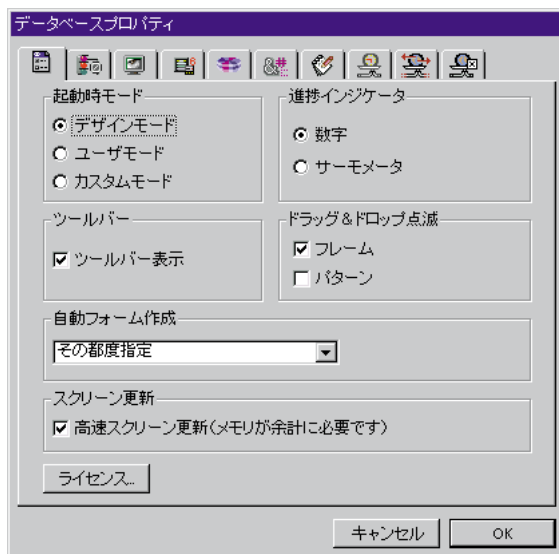 データベースプロパティ
起動時モード
デザインモード
ユーザモード
カスタムモード
進捗インジケータ
数字
サーモメータ
ツールバー
ツールバー表示
ドラッグ&ドロップ点滅
フレーム
パターン
自動フォーム作成
その都度指定
スクリーン更新
高速スクリーン更新(メモリが余計に必要です)
ライセンス...
キャンセル
OK